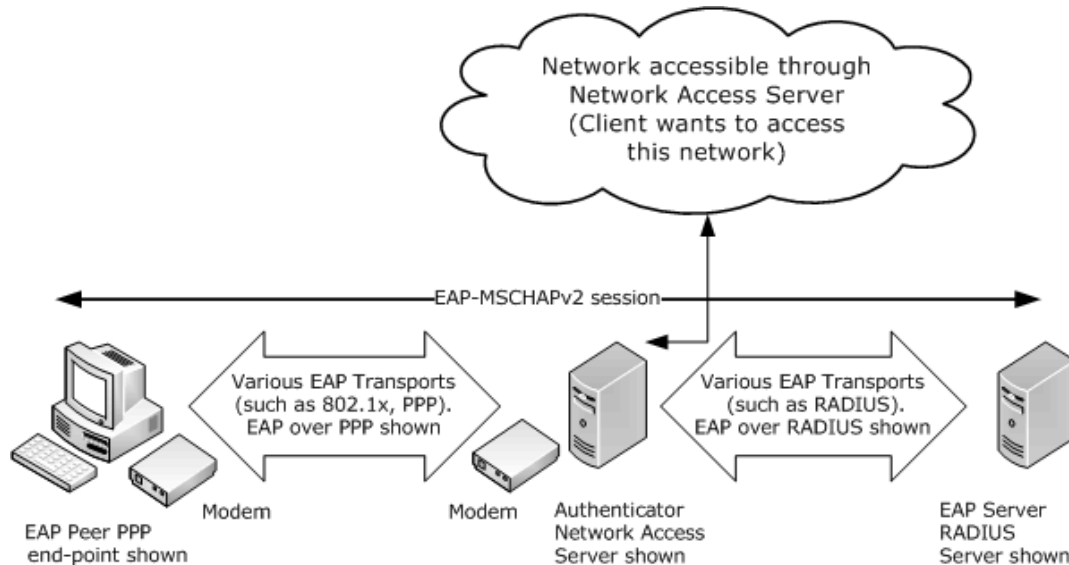 Network accessible through
Network Access Server
(Client wants to access
this network)
EAP-MSCHAPv2 session
Various EAP Transports
(such as 802.1x, PPP).
EAP over PPP shown
Various EAP Transports
(such as RADIUS).
EAP over RADIUS shown
Modem
Modem
EAP Peer PPP
end-point shown
Authenticator
Network Access
Server shown
EAP Server
RADIUS
Server shown